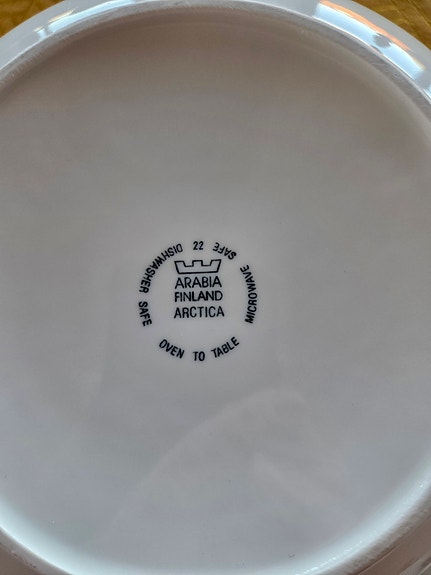 ARABIA
FINLAND
ARCTICA
DISHWASHER SAFE
OVEN TO TABLE
MICROWAVE SAFE
22